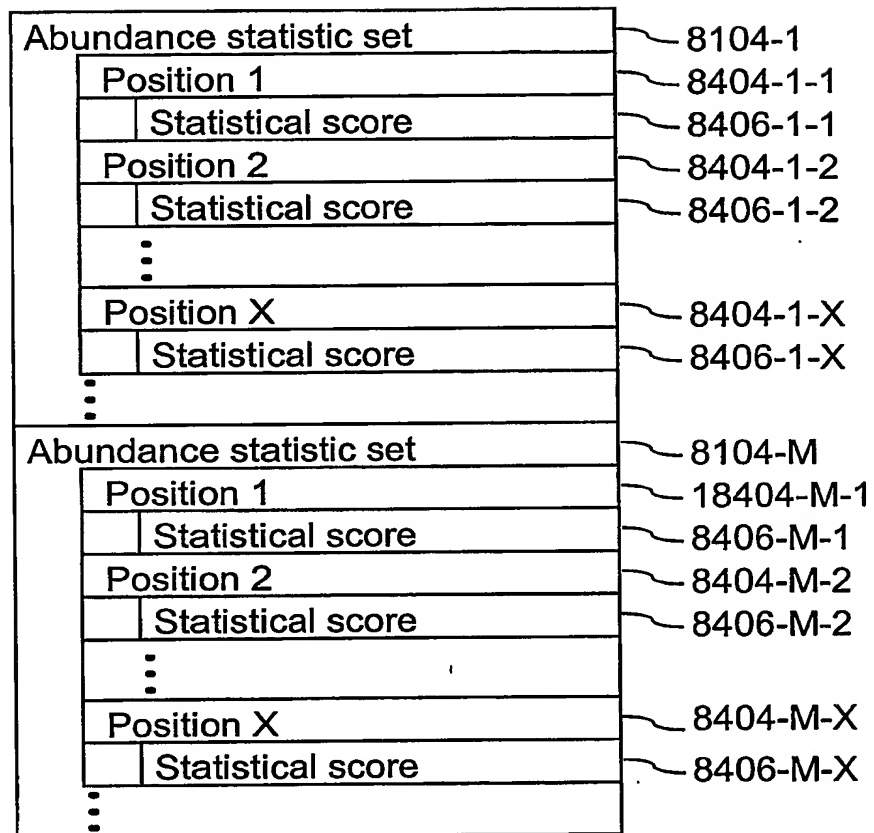 Abundance statistic set 8104-1
Position 1 8404-1-1
Statistical score 8406-1-1
Position 2 8404-1-2
Statistical score 8406-1-2
Position X 8404-1-X
Statistical score 8406-1-X
Abundance statistic set 8104-M
Position 1 18404-M-1
Statistical score 8406-M-1
Position 2 8404-M-2
Statistical score 8406-M-2
Position X 8404-M-X
Statistical score 8406-M-X